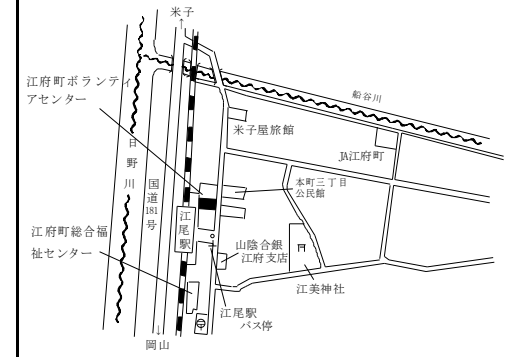 米子
↑
江府町ボランティ
アセンター
船谷川
米子屋旅館
JA江府町
日野川
国道181号
本町三丁目
公民館
江尾駅
江府町総合福
祉センター
山陰合銀
江府支店
江美神社
江尾駅
バス停
↓
岡山